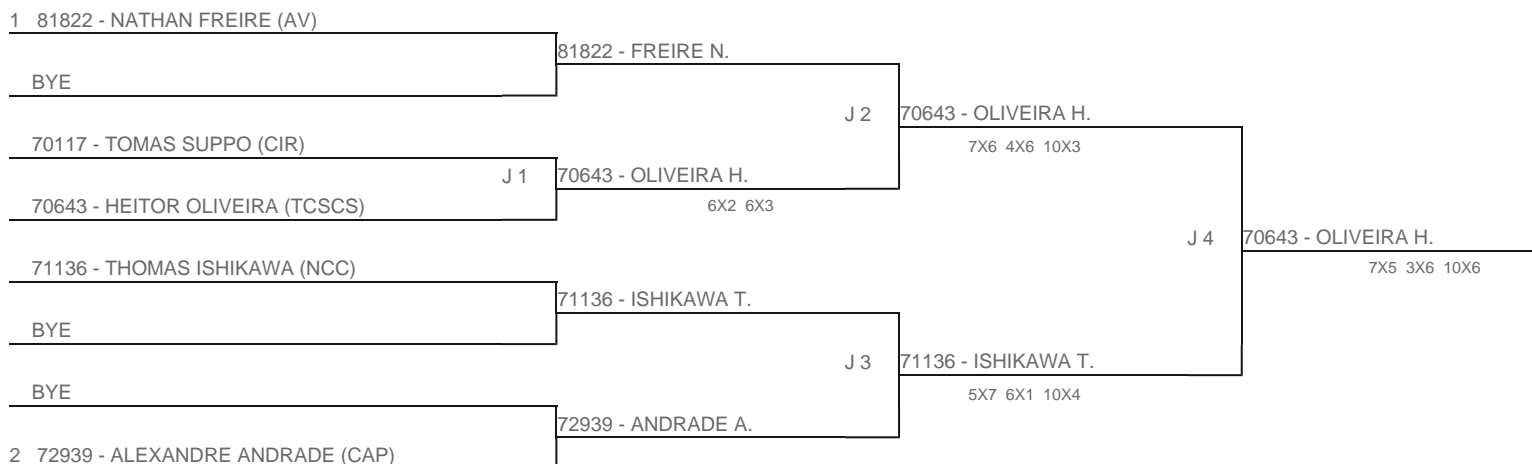 1 81822 - NATHAN FREIRE (AV)
81822 - FREIRE N.
BYE
J 2 70643 - OLIVEIRA H.
70117 - TOMAS SUPPO (CIR)
7X6 4X6 10X3
J 1 70643 - OLIVEIRA H.
70643 - HEITOR OLIVEIRA (TCSCS)
6X2 6X3
J 4 70643 - OLIVEIRA H.
71136 - THOMAS ISHIKAWA (NCC)
7X5 3X6 10X6
71136 - ISHIKAWA T.
BYE
J 3 71136 - ISHIKAWA T.
BYE
5X7 6X1 10X4
72939 - ANDRADE A.
2 72939 - ALEXANDRE ANDRADE (CAP)